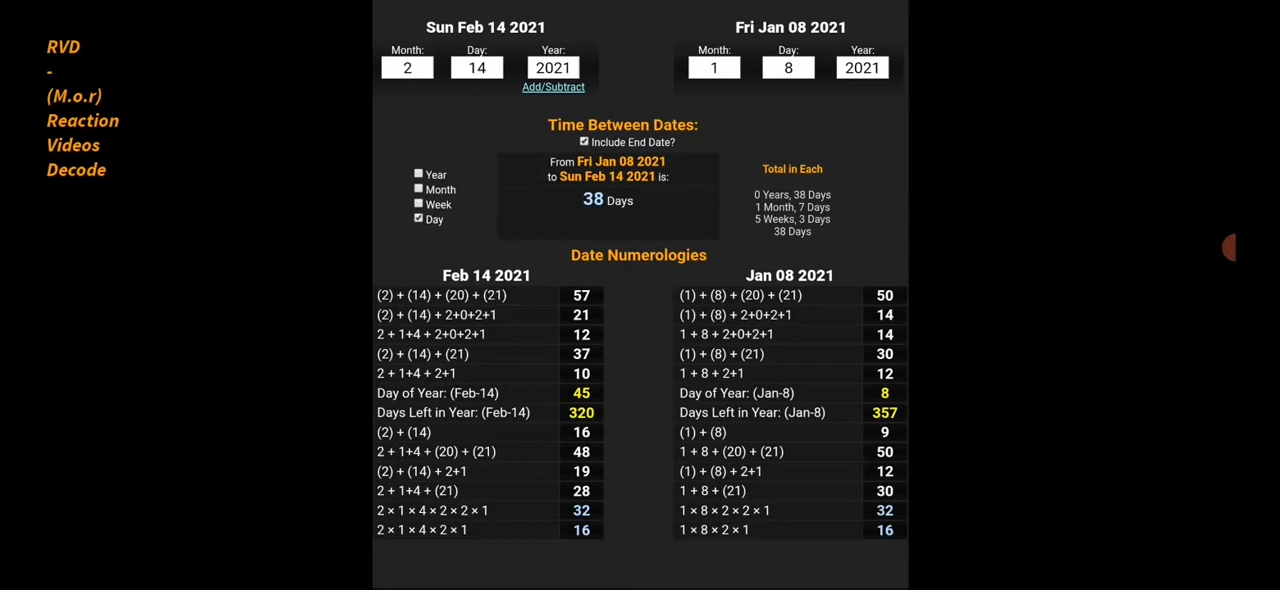 RVD
-
(M.o.r)
Reaction
Videos
Decode
Sun Feb 14 2021
Month: Day: Year:
2 14 2021
Add/Subtract
Fri Jan 08 2021
Month: Day: Year:
1 8 2021
Time Between Dates:
Include End Date?
Year
Month
Week
Day
From Fri Jan 08 2021
to Sun Feb 14 2021 is:
38 Days
Total in Each
0 Years, 38 Days
1 Month, 7 Days
5 Weeks, 3 Days
38 Days
Date Numerologies
Feb 14 2021
(2) + (14) + (20) + (21) 57
(2) + (14) + 2+0+2+1 21
2 + 1+4 + 2+0+2+1 12
(2) + (14) + (21) 37
2 + 1+4 + 2+1 10
Day of Year: (Feb-14) 45
Days Left in Year: (Feb-14) 320
(2) + (14) 16
2 + 1+4 + (20) + (21) 48
(2) + (14) + 2+1 19
2 + 1+4 + (21) 28
2 × 1 × 4 × 2 × 2 × 1 32
2 × 1 × 4 × 2 × 1 16
Jan 08 2021
(1) + (8) + (20) + (21) 50
(1) + (8) + 2+0+2+1 14
1 + 8 + 2+0+2+1 14
(1) + (8) + (21) 30
1 + 8 + 2+1 12
Day of Year: (Jan-8) 8
Days Left in Year: (Jan-8) 357
(1) + (8) 9
1 + 8 + (20) + (21) 50
(1) + (8) + 2+1 12
1 + 8 + (21) 30
1 × 8 × 2 × 2 × 1 32
1 × 8 × 2 × 1 16